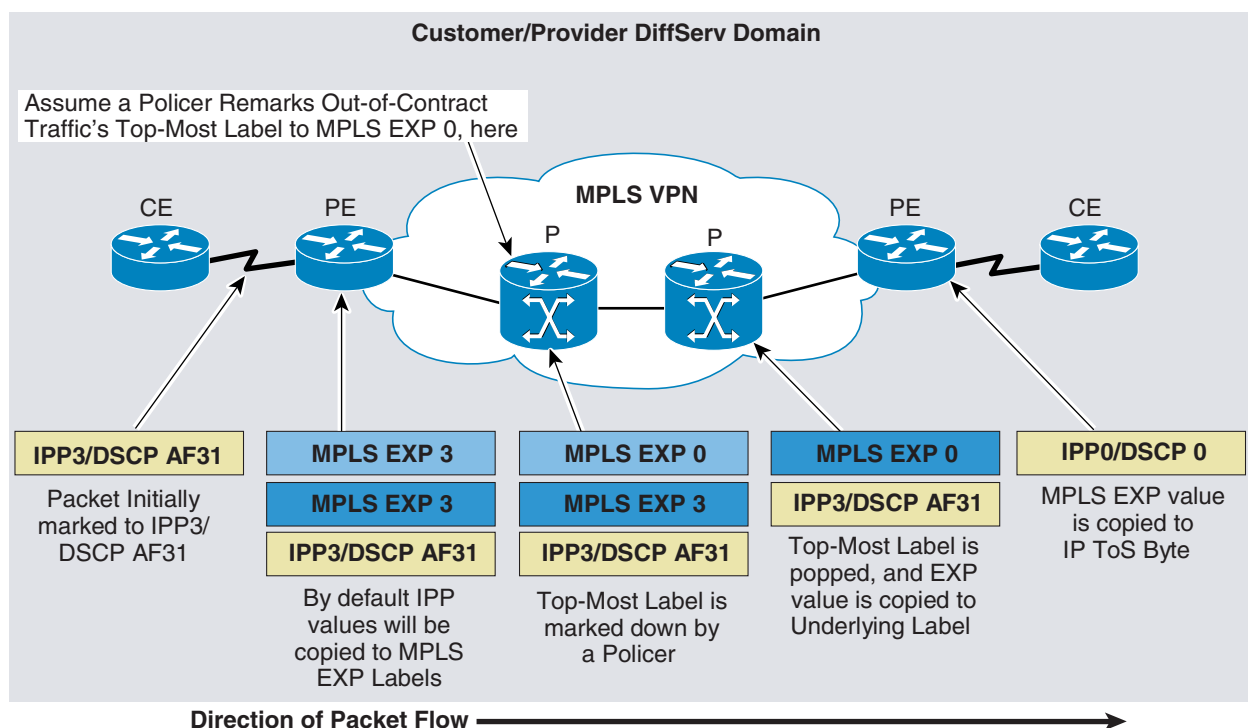 Customer/Provider DiffServ Domain
Assume a Policer Remarks Out-of-Contract
Traffic's Top-Most Label to MPLS EXP 0, here
MPLS VPN
CE
PE
P
P
PE
CE
IPP3/DSCP AF31
Packet Initially
marked to IPP3/
DSCP AF31
MPLS EXP 3
MPLS EXP 3
IPP3/DSCP AF31
By default IPP
values will be
copied to MPLS
EXP Labels
MPLS EXP 0
MPLS EXP 3
IPP3/DSCP AF31
Top-Most Label is
marked down by
a Policer
MPLS EXP 0
IPP3/DSCP AF31
Top-Most Label is
popped, and EXP
value is copied to
Underlying Label
IPP0/DSCP 0
MPLS EXP value
is copied to
IP ToS Byte
Direction of Packet Flow